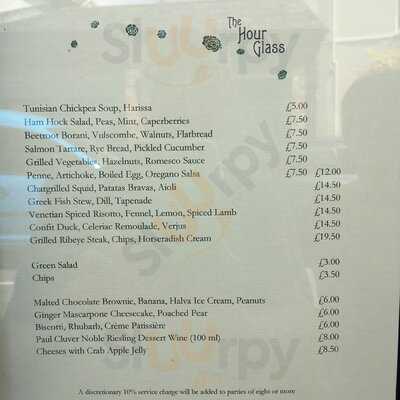 The
Hour
Glass
Tunisian Chickpea Soup, Harissa £5.00
Ham Hock Salad, Peas, Mint, Caperberries £7.50
Beetroot Borani, Vulscombe, Walnuts, Flatbread £7.50
Salmon Tartare, Rye Bread, Pickled Cucumber £7.50
Grilled Vegetables, Hazelnuts, Romesco Sauce £7.50
Penne, Artichoke, Boiled Egg, Oregano Salsa £7.50 £12.00
Chargrilled Squid, Patatas Bravas, Aioli £14.50
Greek Fish Stew, Dill, Tapenade £14.50
Venetian Spiced Risotto, Fennel, Lemon, Spiced Lamb £14.50
Confit Duck, Celeriac Remoulade, Verjus £14.50
Grilled Ribeye Steak, Chips, Horseradish Cream £19.50
Green Salad £3.00
Chips £3.50
Malted Chocolate Brownie, Banana, Halva Ice Cream, Peanuts £6.00
Ginger Mascarpone Cheesecake, Poached Pear £6.00
Biscotti, Rhubarb, Crème Patissière £6.00
Paul Cluver Noble Riesling Dessert Wine (100 ml) £8.00
Cheeses with Crab Apple Jelly £8.50
A discretionary 10% service charge will be added to parties of eight or more
Sluurpy
Sluurpy
Sluurpy